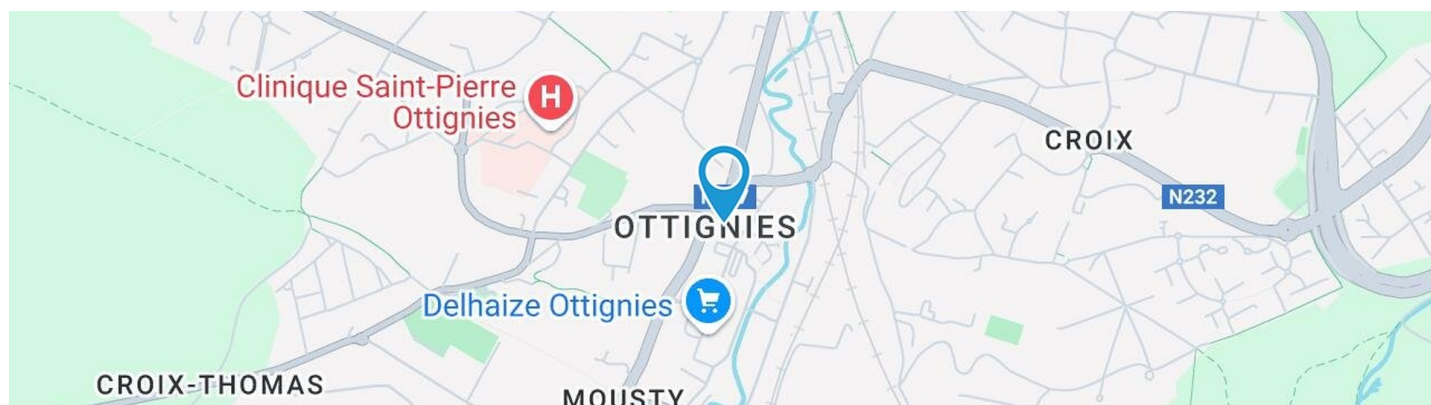 Clinique Saint-Pierre
Ottignies
H
CROIX
N232
OTTIGNIES
Delhaize Ottignies
CROIX-THOMAS
MOUSTY